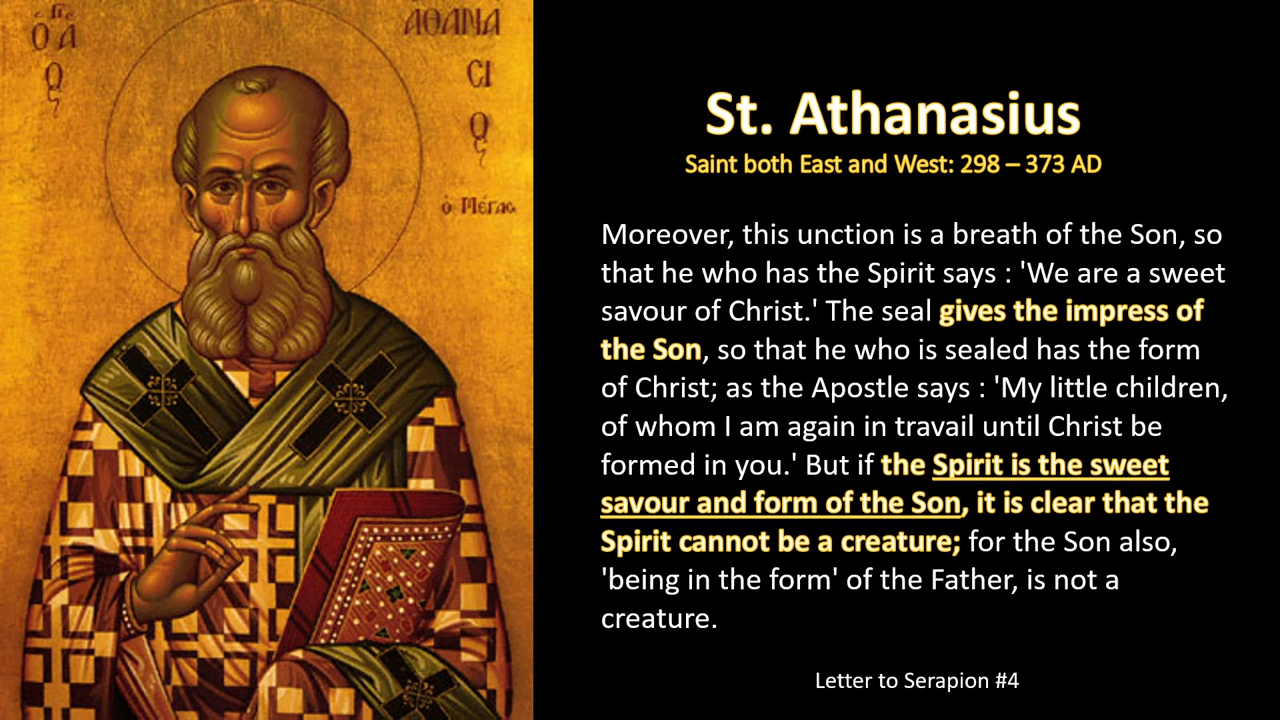 ὁ ἅγι
ος
ΑΘΑΝΑ
СΙ
ος
ὁ Μέγας
St. Athanasius
Saint both East and West: 298 – 373 AD
Moreover, this unction is a breath of the Son, so
that he who has the Spirit says : 'We are a sweet
savour of Christ.' The seal gives the impress of
the Son, so that he who is sealed has the form
of Christ; as the Apostle says : 'My little children,
of whom I am again in travail until Christ be
formed in you.' But if the Spirit is the sweet
savour and form of the Son, it is clear that the
Spirit cannot be a creature; for the Son also,
'being in the form' of the Father, is not a
creature.
Letter to Serapion #4